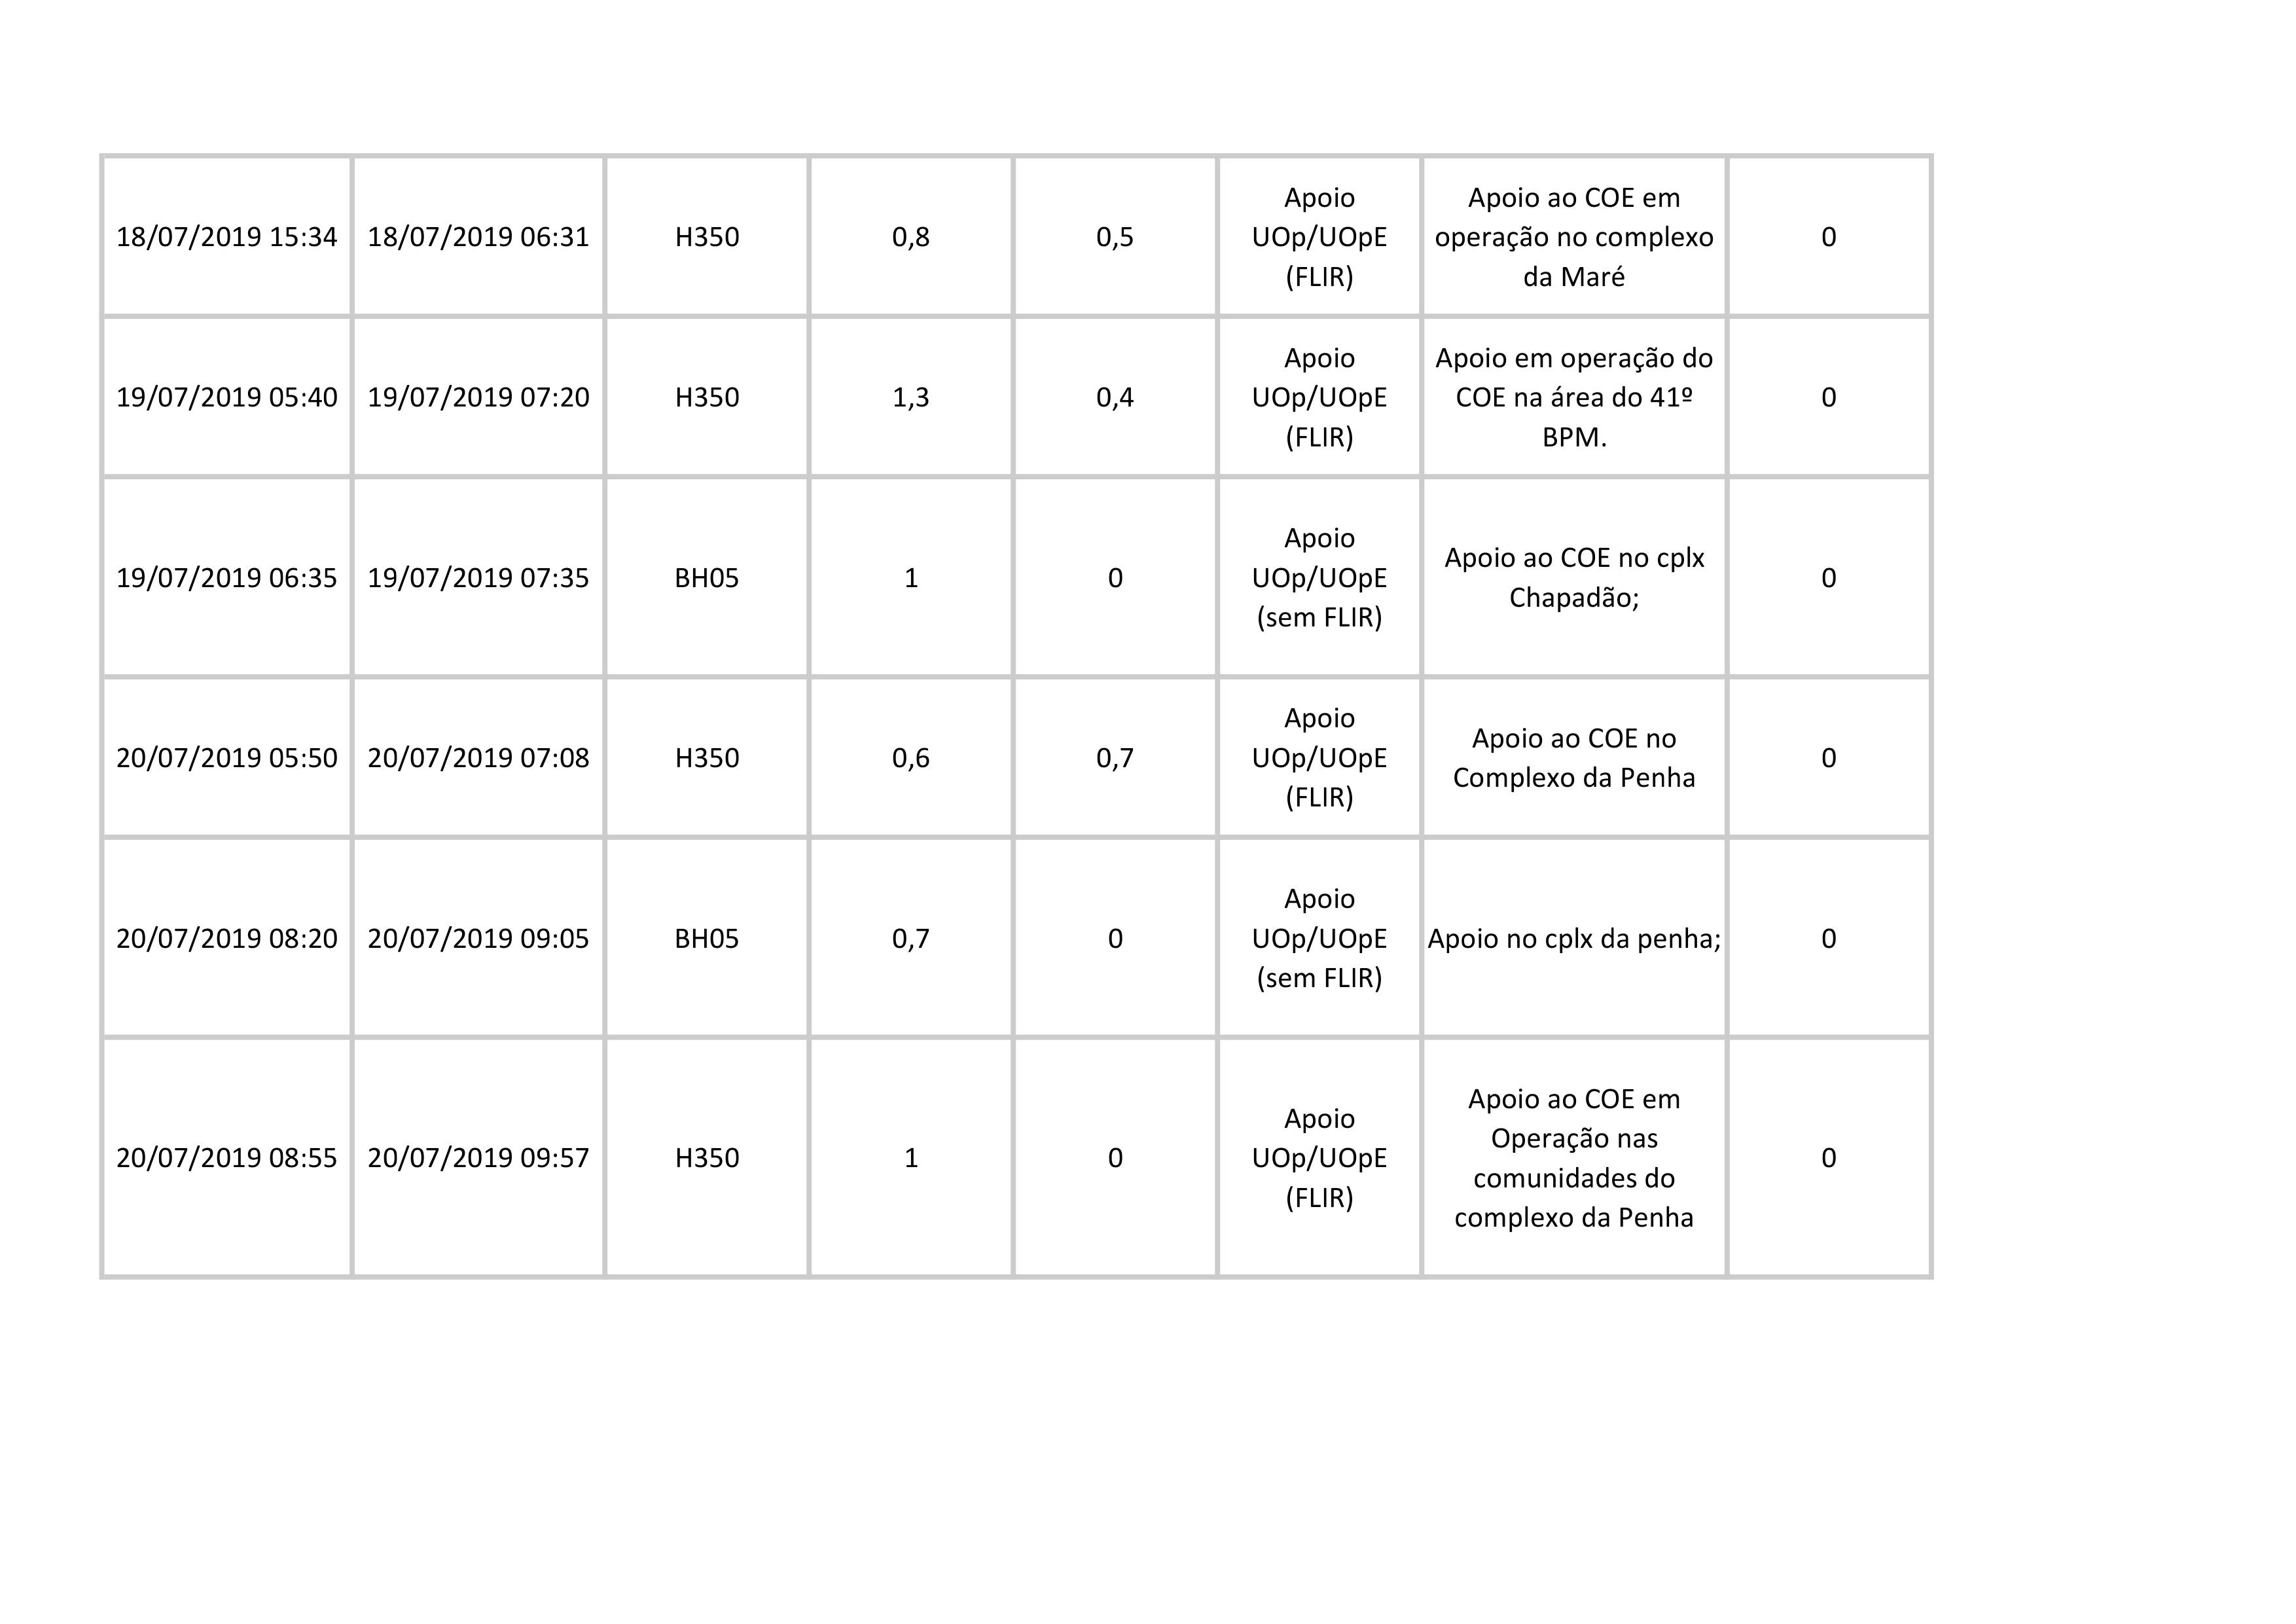 18/07/2019 15:34 18/07/2019 06:31 H350 0,8 0,5 Apoio UOp/UOpE (FLIR) Apoio ao COE em operação no complexo da Maré 0
19/07/2019 05:40 19/07/2019 07:20 H350 1,3 0,4 Apoio UOp/UOpE (FLIR) Apoio em operação do COE na área do 41º BPM. 0
19/07/2019 06:35 19/07/2019 07:35 BH05 1 0 Apoio UOp/UOpE (sem FLIR) Apoio ao COE no cplx Chapadão; 0
20/07/2019 05:50 20/07/2019 07:08 H350 0,6 0,7 Apoio UOp/UOpE (FLIR) Apoio ao COE no Complexo da Penha 0
20/07/2019 08:20 20/07/2019 09:05 BH05 0,7 0 Apoio UOp/UOpE (sem FLIR) Apoio no cplx da penha; 0
20/07/2019 08:55 20/07/2019 09:57 H350 1 0 Apoio UOp/UOpE (FLIR) Apoio ao COE em Operação nas comunidades do complexo da Penha 0